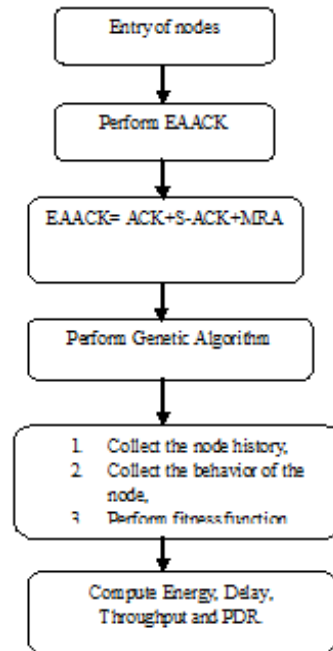 Entry of nodes
Perform EAACK
EAACK= ACK+S-ACK+MRA
Perform Genetic Algorithm
1. Collect the node history,
2. Collect the behavior of the
node,
3. Perform fitness function
Compute Energy, Delay,
Throughput and PDR.